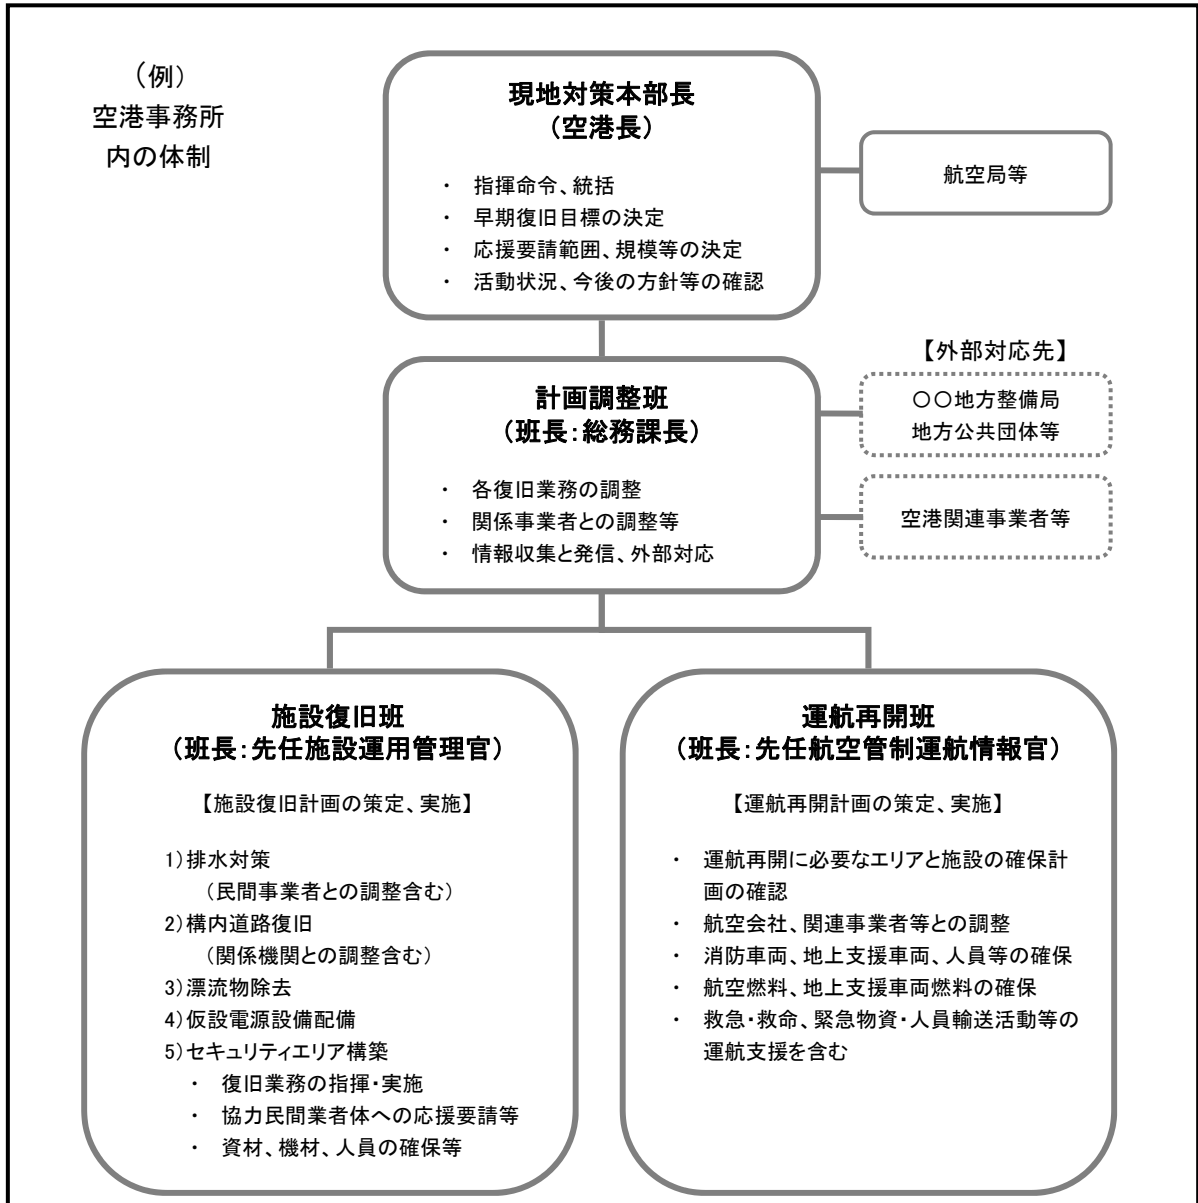 （例）
空港事務所
内の体制
現地対策本部長
（空港長）
・ 指揮命令、統括
・ 早期復旧目標の決定
・ 応援要請範囲、規模等の決定
・ 活動状況、今後の方針等の確認
航空局等
計画調整班
（班長：総務課長）
・ 各復旧業務の調整
・ 関係事業者との調整等
・ 情報収集と発信、外部対応
【外部対応先】
〇〇地方整備局
地方公共団体等
空港関連事業者等
施設復旧班
（班長：先任施設運用管理官）
【施設復旧計画の策定、実施】
1）排水対策
（民間事業者との調整含む）
2）構内道路復旧
（関係機関との調整含む）
3）漂流物除去
4）仮設電源設備配備
5）セキュリティエリア構築
・ 復旧業務の指揮・実施
・ 協力民間業者体への応援要請等
・ 資材、機材、人員の確保等
運航再開班
（班長：先任航空管制運航情報官）
【運航再開計画の策定、実施】
・ 運航再開に必要なエリアと施設の確保計
画の確認
・ 航空会社、関連事業者等との調整
・ 消防車両、地上支援車両、人員等の確保
・ 航空燃料、地上支援車両燃料の確保
・ 救急・救命、緊急物資・人員輸送活動等の
運航支援を含む